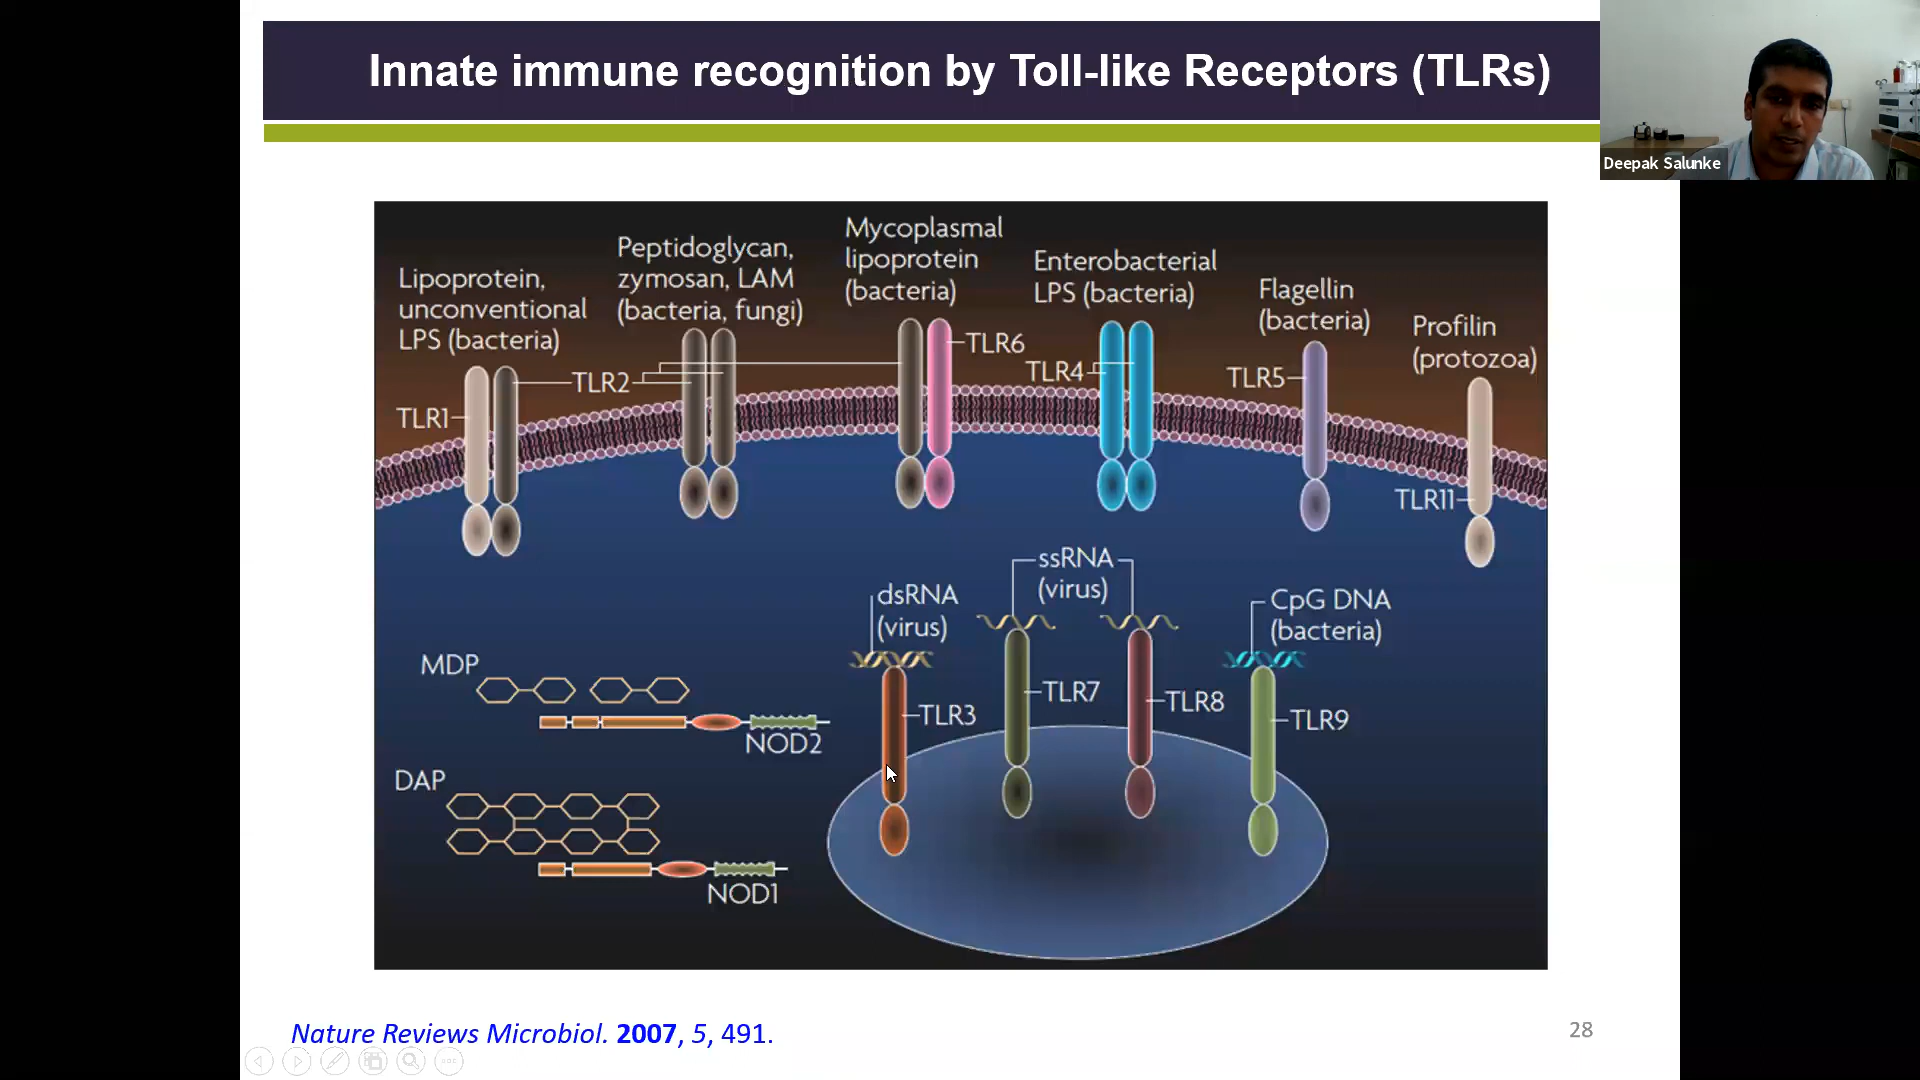 Innate immune recognition by Toll-like Receptors (TLRs)
Deepak Salunke
Lipoprotein,
unconventional
LPS (bacteria)
Peptidoglycan,
zymosan, LAM
(bacteria, fungi)
Mycoplasmal
lipoprotein
(bacteria)
Enterobacterial
LPS (bacteria)
Flagellin
(bacteria)
Profilin
(protozoa)
TLR1
TLR2
TLR6
TLR4
TLR5
TLR11
dsRNA
(virus)
ssRNA
(virus)
CpG DNA
(bacteria)
MDP
NOD2
DAP
NOD1
TLR3
TLR7
TLR8
TLR9
Nature Reviews Microbiol. 2007, 5, 491.
28